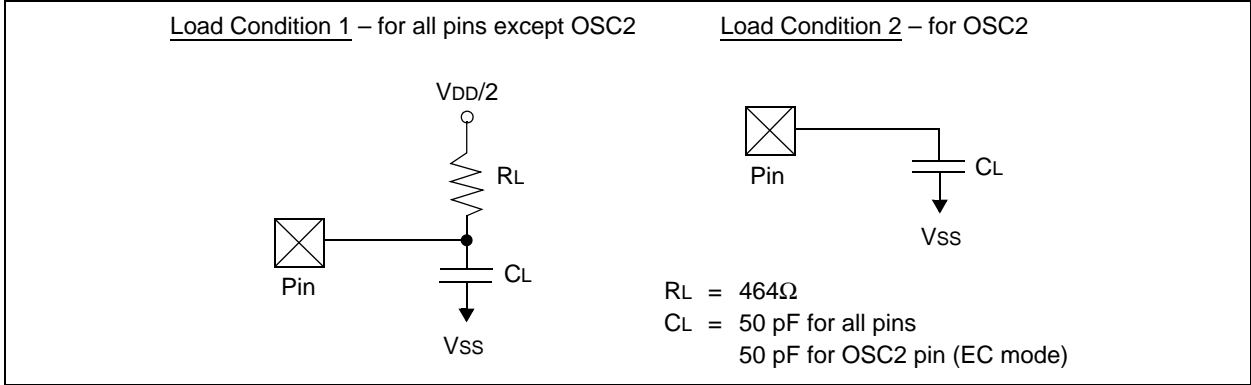 Load Condition 1 – for all pins except OSC2
VDD/2
RL
Pin
CL
VSS
Load Condition 2 – for OSC2
Pin
CL
VSS
RL = 464Ω
CL = 50 pF for all pins
50 pF for OSC2 pin (EC mode)